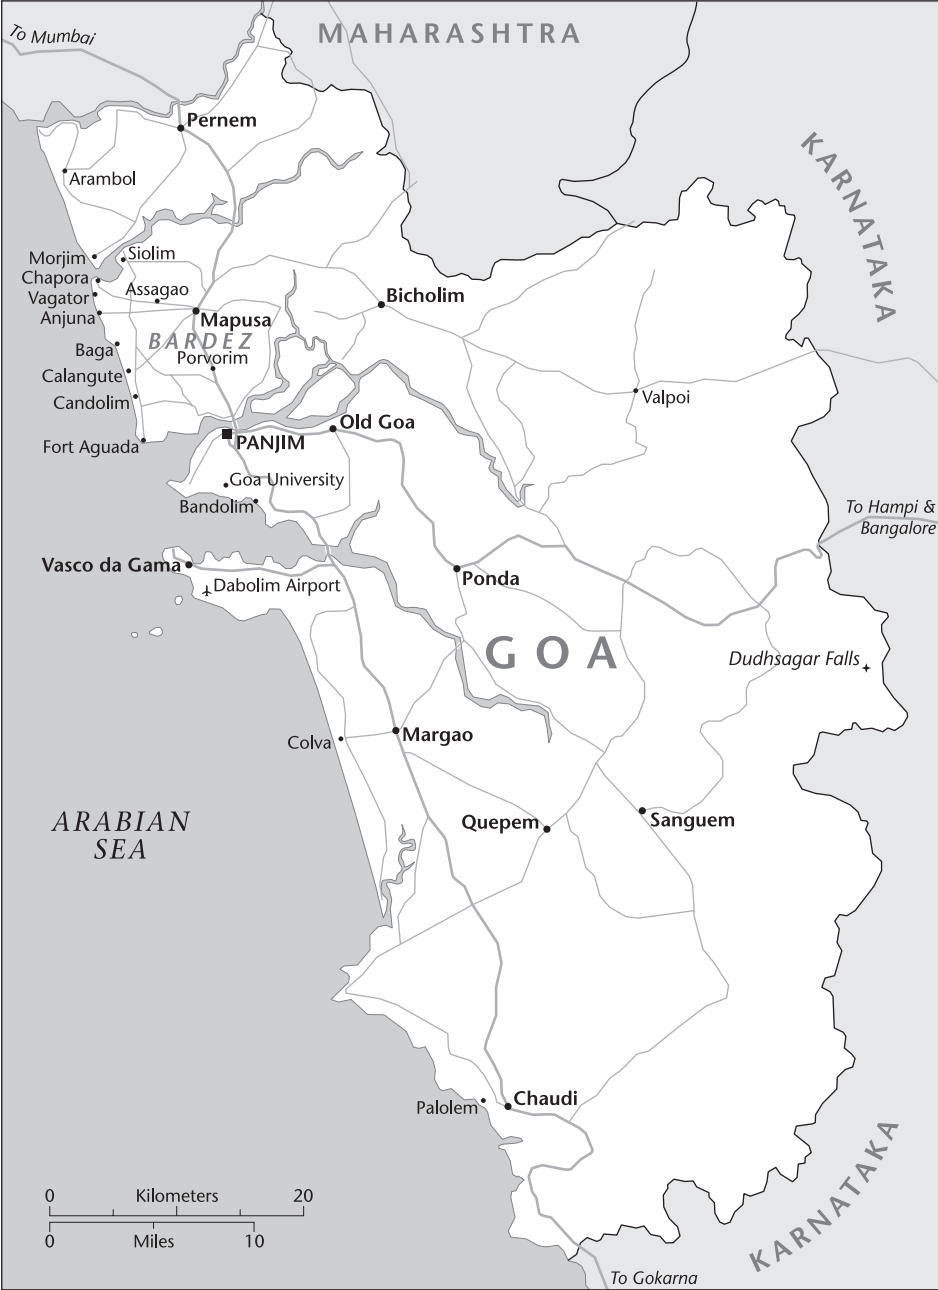 To Mumbai
MAHARASHTRA
Pernem
KARNATAKA
Arambol
Morjim
Siolim
Chapora
Vagator
Assagao
Anjuna
Bicholim
Mapusa
BARDEZ
Baga
Porvorim
Calangute
Candolim
Valpoi
Old Goa
Fort Aguada
PANJIM
Goa University
Bandolim
To Hampi &
Bangalore
Vasco da Gama
Dabolim Airport
Ponda
GOA
Dudhsagar Falls
Colva
Margao
ARABIAN
SEA
Quepem
Sanguem
Palolem
Chaudi
KARNATAKA
0 Kilometers 20
0 Miles 10
To Gokarna